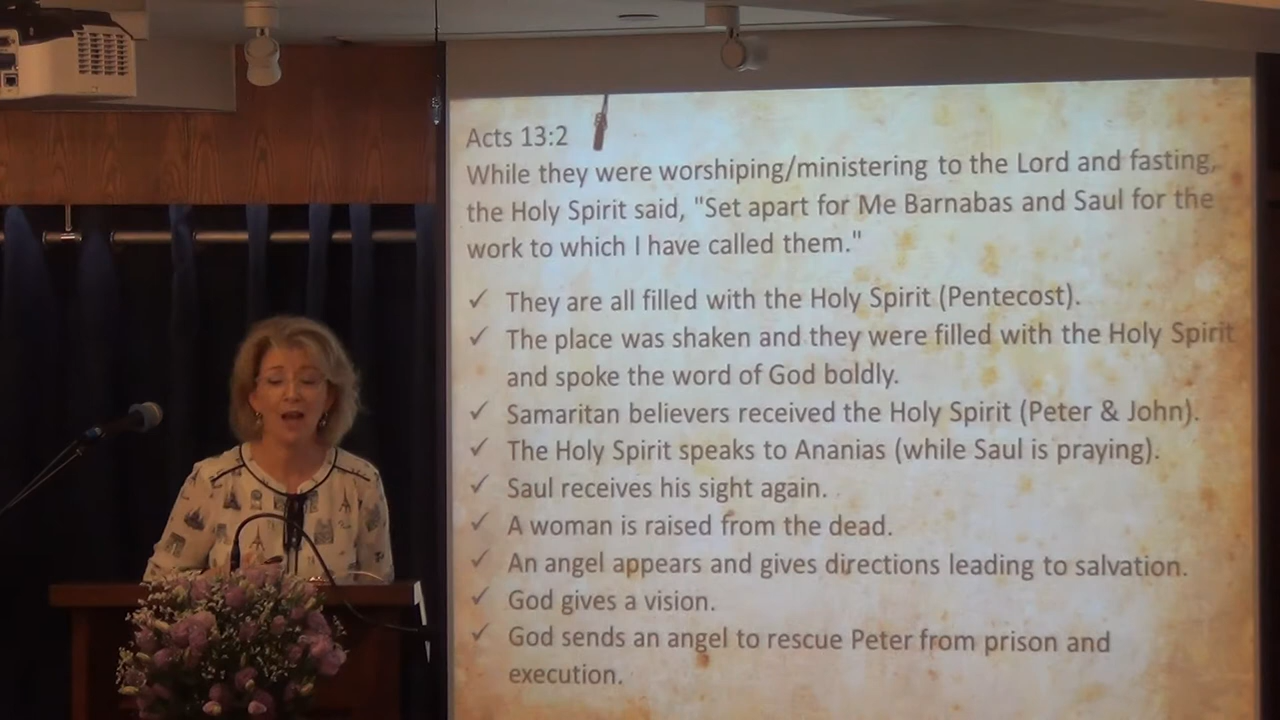 Acts 13:2
While they were worshiping/ministering to the Lord and fasting,
the Holy Spirit said, "Set apart for Me Barnabas and Saul for the
work to which I have called them."
✓ They are all filled with the Holy Spirit (Pentecost).
✓ The place was shaken and they were filled with the Holy Spirit
and spoke the word of God boldly.
✓ Samaritan believers received the Holy Spirit (Peter & John).
✓ The Holy Spirit speaks to Ananias (while Saul is praying).
✓ Saul receives his sight again.
✓ A woman is raised from the dead.
✓ An angel appears and gives directions leading to salvation.
✓ God gives a vision.
✓ God sends an angel to rescue Peter from prison and
execution.